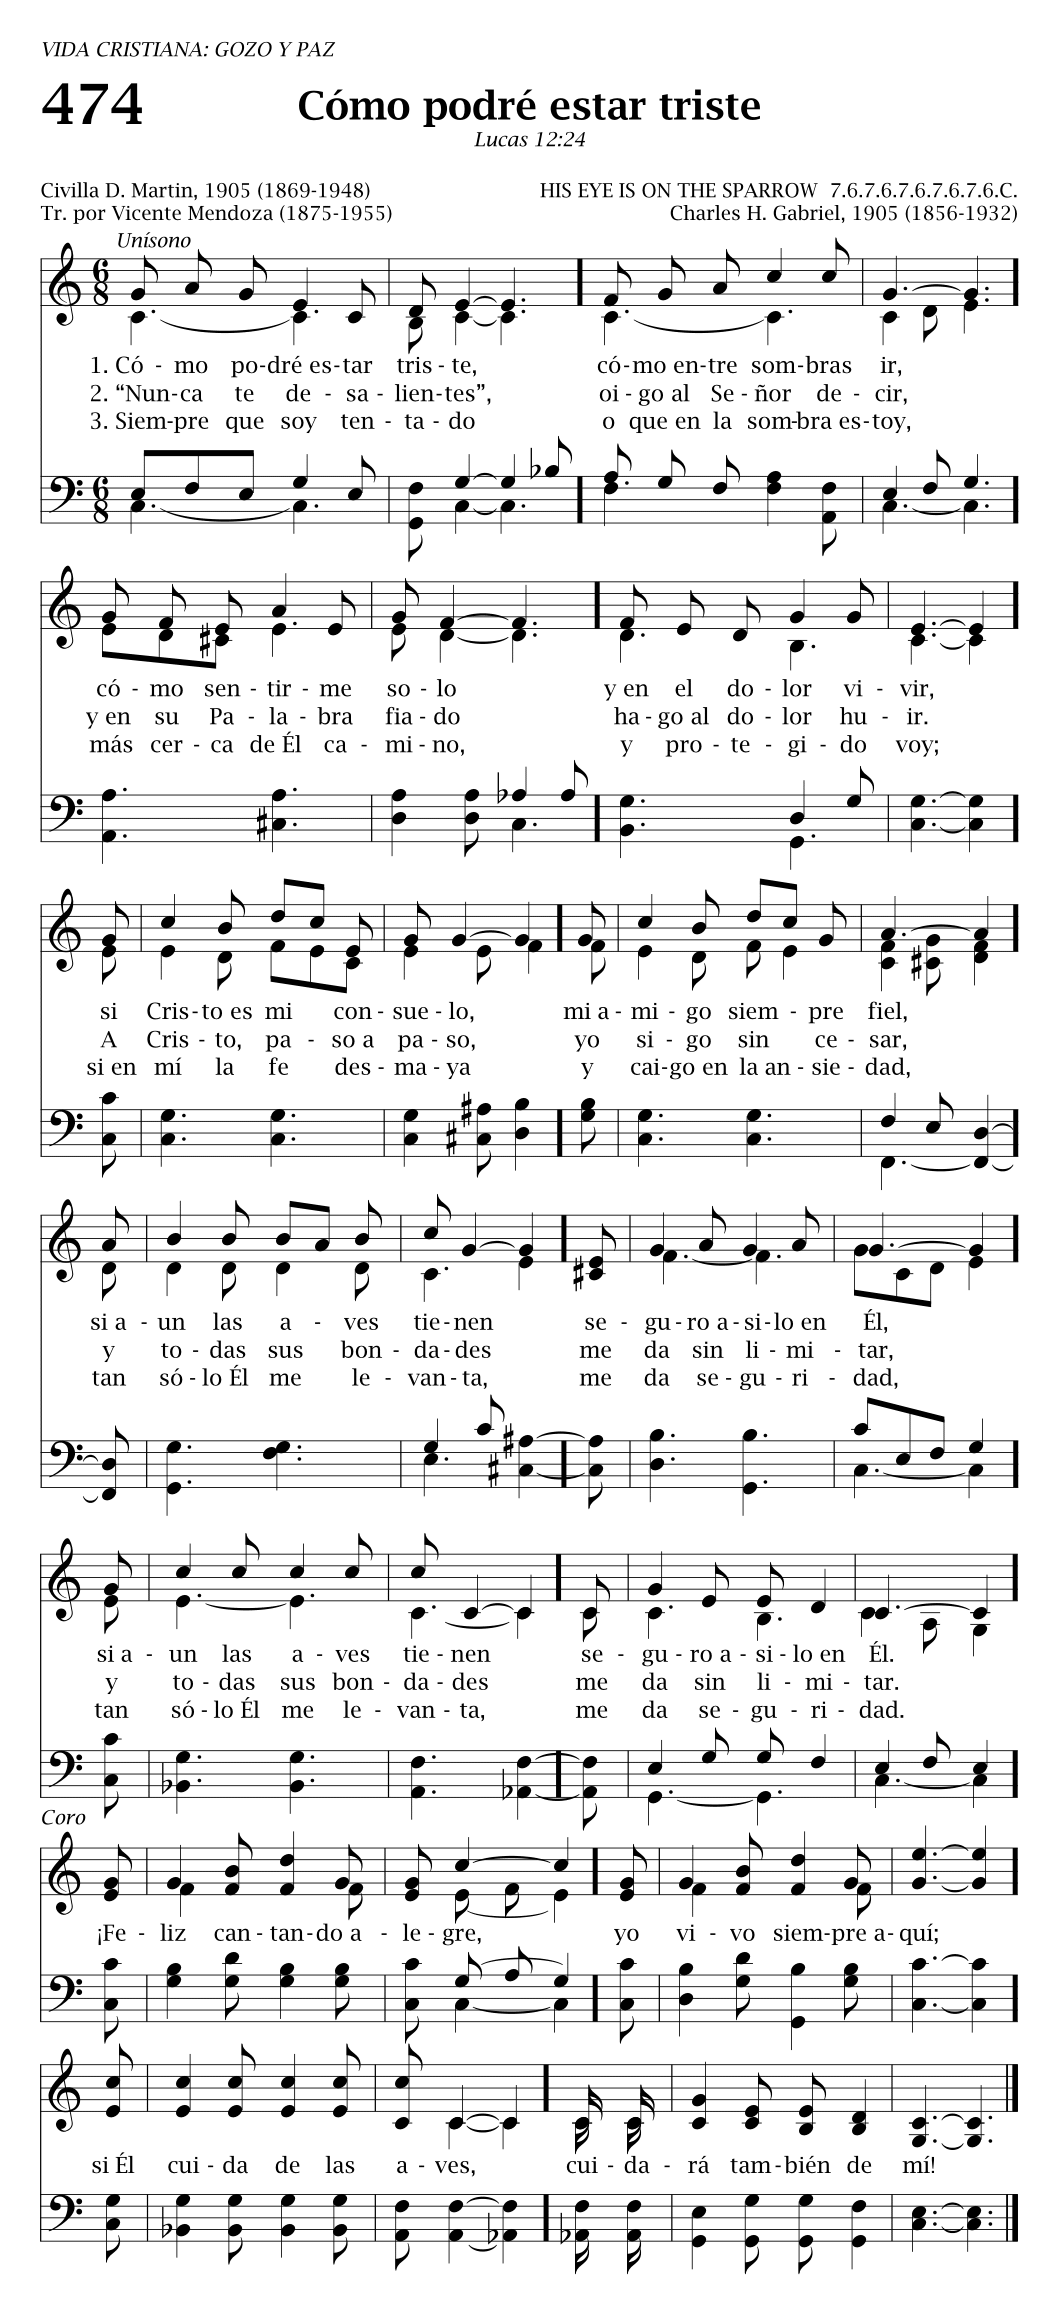 VIDA CRISTIANA: GOZO Y PAZ
474
Cómo podré estar triste
Lucas 12:24
Civilla D. Martin, 1905 (1869-1948)
HIS EYE IS ON THE SPARROW 7.6.7.6.7.6.7.6.7.6.C.
Tr. por Vicente Mendoza (1875-1955)
Charles H. Gabriel, 1905 (1856-1932)
Unísono
6 8
1. Có - mo po-dré es-tar tris - te, có-mo en-tre som-bras ir,
2. “Nun-ca te de - sa - lien-tes”, oi - go al Se - ñor de - cir,
3. Siem-pre que soy ten - ta - do o que en la som-bra es-toy,
6 8
có - mo sen - tir - me so - lo y en el do - lor vi - vir,
y en su Pa - la - bra fia - do ha - go al do - lor hu - ir.
más cer - ca de Él ca - mi - no, y pro - te - gi - do voy;
si Cris-to es mi con - sue - lo, mi a - mi - go siem - pre fiel,
A Cris - to, pa - so a pa - so, yo si - go sin ce - sar,
si en mí la fe des - ma - ya y cai-go en la an - sie - dad,
si a - un las a - ves tie-nen se - gu - ro a - si-lo en Él,
y to - das sus bon - da-des me da sin li - mi - tar,
tan só - lo Él me le - van - ta, me da se - gu - ri - dad,
si a - un las a - ves tie - nen se - gu - ro a - si - lo en Él.
y to - das sus bon - da - des me da sin li - mi - tar.
tan só - lo Él me le - van - ta, me da se - gu - ri - dad.
Coro
¡Fe - liz can - tan-do a - le - gre, yo vi - vo siem-pre a-quí;
si Él cui - da de las a - ves, cui - da - rá tam-bién de mí!